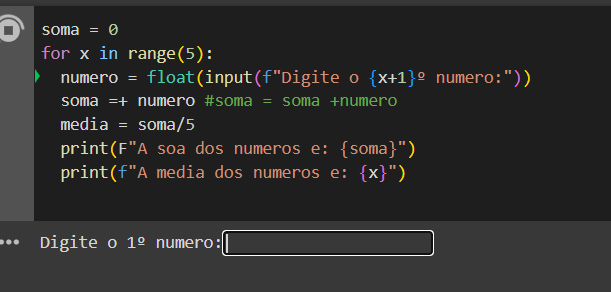 soma = 0
for x in range(5):
  numero = float(input(f"Digite o {x+1}º numero:"))
  soma =+ numero #soma = soma +numero
  media = soma/5
  print(F"A soa dos numeros e: {soma}")
  print(f"A media dos numeros e: {x}")
Digite o 1º numero: